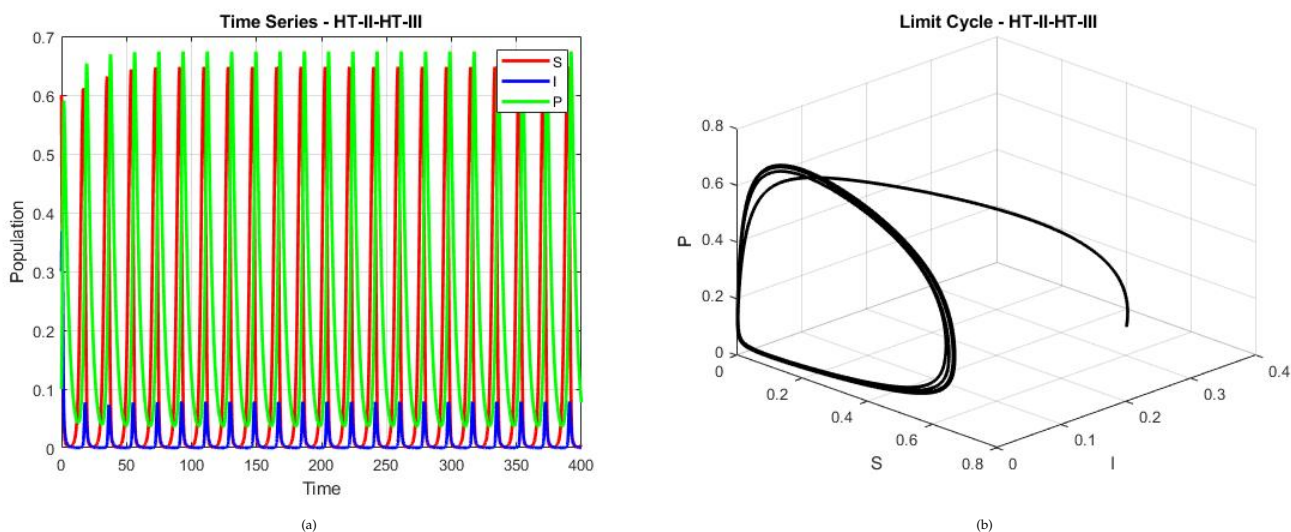 Time Series - HT-II-HT-III
0.7
0.6
0.5
0.4
0.3
0.2
0.1
0
Population
S
I
P
0 50 100 150 200 250 300 350 400
Time
(a)
Limit Cycle - HT-II-HT-III
0.8
0.6
0.4
0.2
0
P
0 0.2 0.4 0.6 0.8
S
0 0.1 0.2 0.3 0.4
I
(b)